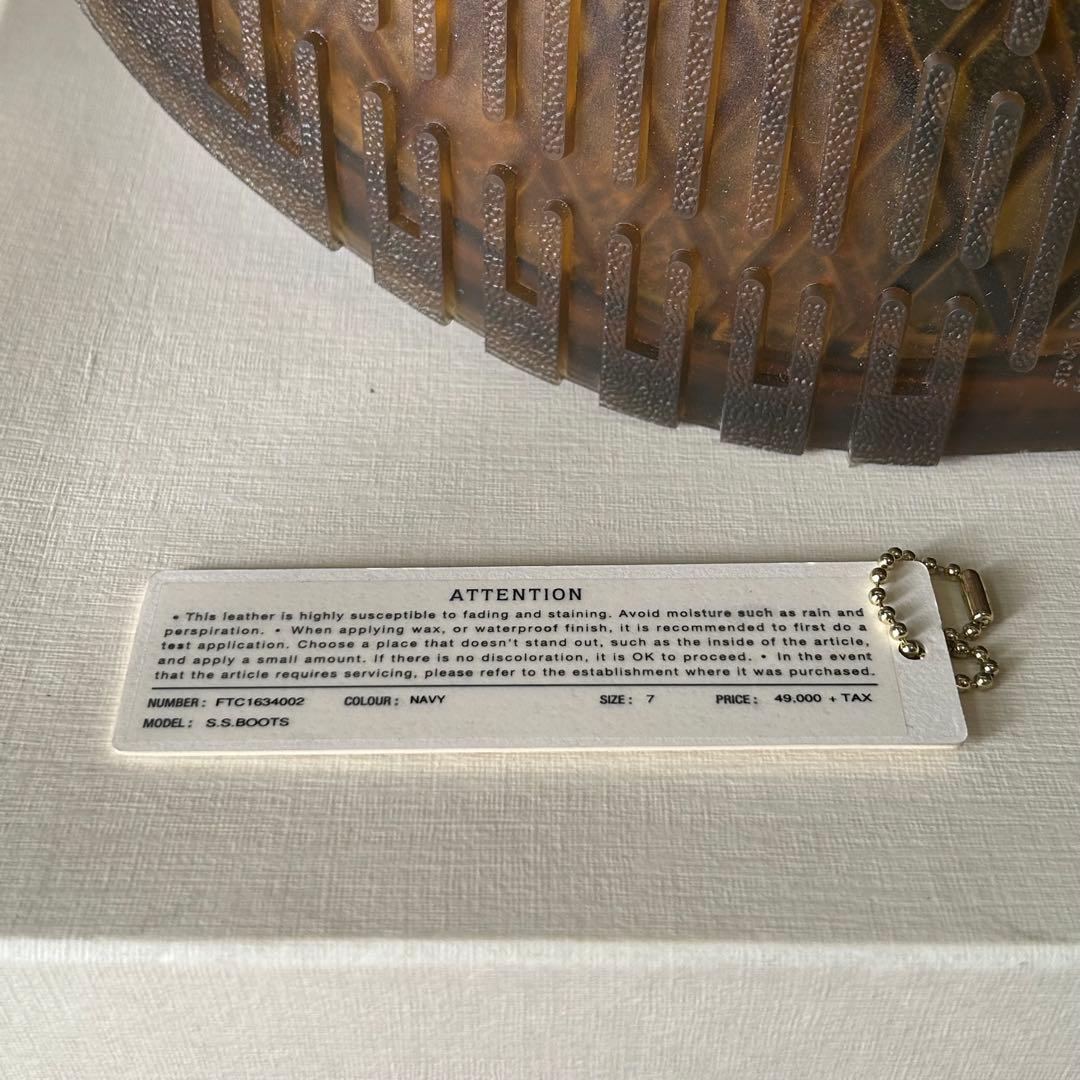 ATTENTION
• This leather is highly susceptible to fading and staining. Avoid moisture such as rain and
perspiration. • When applying wax, or waterproof finish, it is recommended to first do a
test application. Choose a place that doesn't stand out, such as the inside of the article,
and apply a small amount. If there is no discoloration, it is OK to proceed. • In the event
that the article requires servicing, please refer to the establishment where it was purchased.
NUMBER: FTC1634002 COLOUR: NAVY SIZE: 7 PRICE: 49,000 + TAX
MODEL: S.S.BOOTS